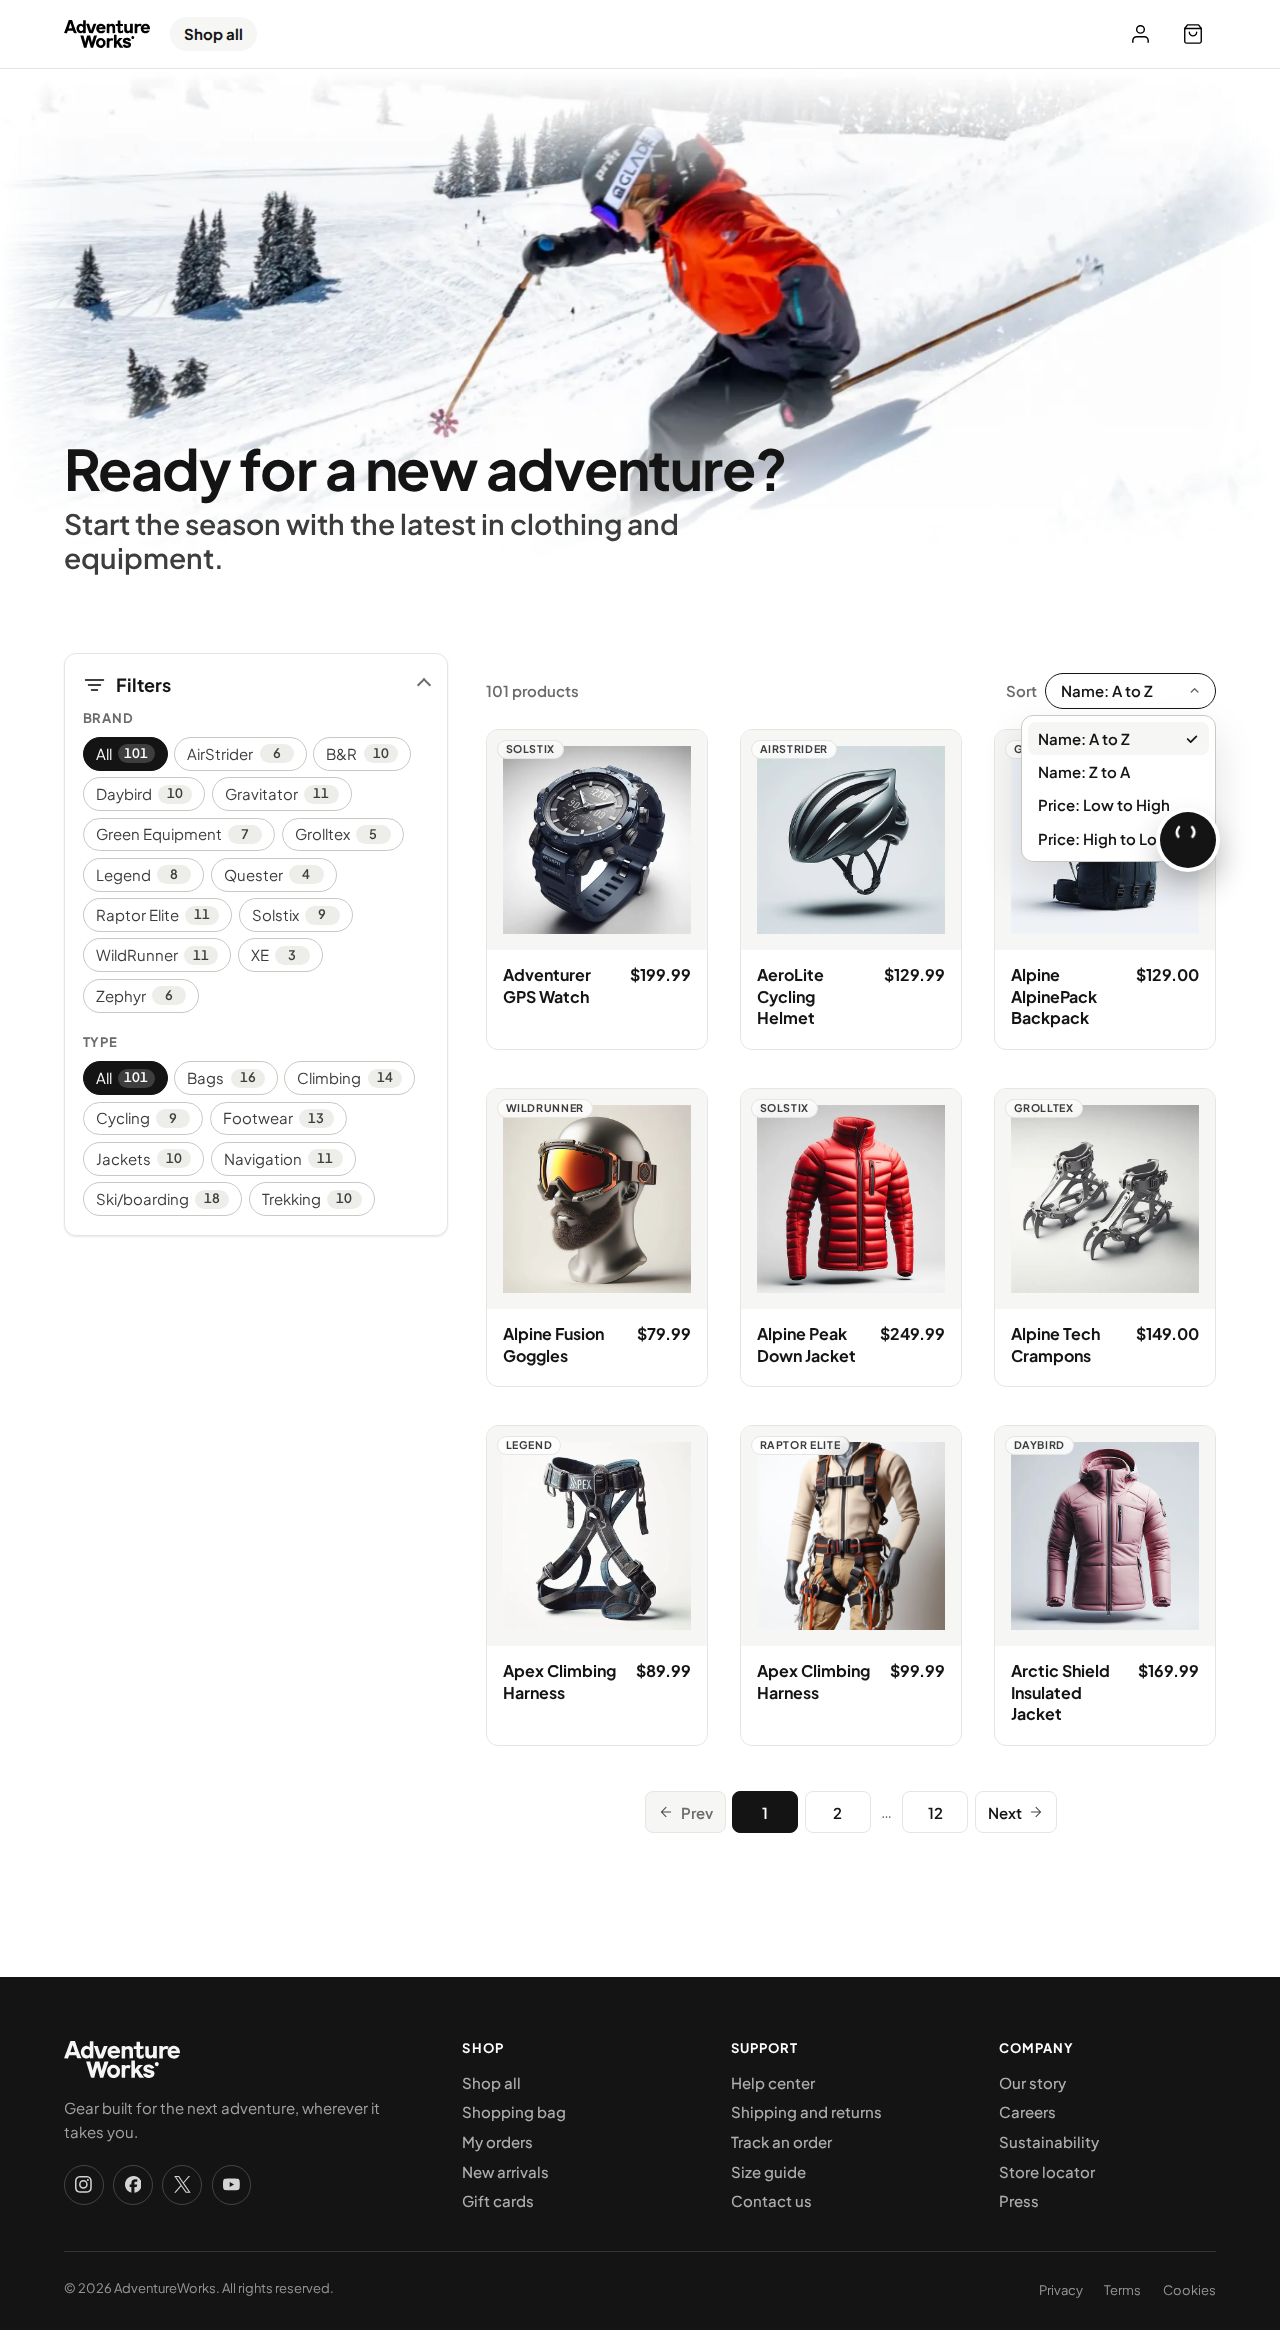 Adventure
Works
Shop all
GLADE
Ready for a new adventure?
Start the season with the latest in clothing and
equipment.
Filters
BRAND
All 101
AirStrider 6
B&R 10
Daybird 10
Gravitator 11
Green Equipment 7
Grolltex 5
Legend 8
Quester 4
Raptor Elite 11
Solstix 9
WildRunner 11
XE 3
Zephyr 6
TYPE
All 101
Bags 16
Climbing 14
Cycling 9
Footwear 13
Jackets 10
Navigation 11
Ski/boarding 18
Trekking 10
101 products
Sort
Name: A to Z
Name: A to Z
Name: Z to A
Price: Low to High
Price: High to Lo
SOLSTIX
Adventurer
GPS Watch
$199.99
AIRSTRIDER
AeroLite
Cycling
Helmet
$129.99
G
Alpine
AlpinePack
Backpack
$129.00
WILDRUNNER
Alpine Fusion
Goggles
$79.99
SOLSTIX
Alpine Peak
Down Jacket
$249.99
GROLLTEX
Alpine Tech
Crampons
$149.00
LEGEND
APEX
Apex Climbing
Harness
$89.99
RAPTOR ELITE
Apex Climbing
Harness
$99.99
DAYBIRD
Arctic Shield
Insulated
Jacket
$169.99
← Prev
1
2
...
12
Next →
Adventure
Works
Gear built for the next adventure, wherever it
takes you.
SHOP
Shop all
Shopping bag
My orders
New arrivals
Gift cards
SUPPORT
Help center
Shipping and returns
Track an order
Size guide
Contact us
COMPANY
Our story
Careers
Sustainability
Store locator
Press
© 2026 AdventureWorks. All rights reserved.
Privacy
Terms
Cookies